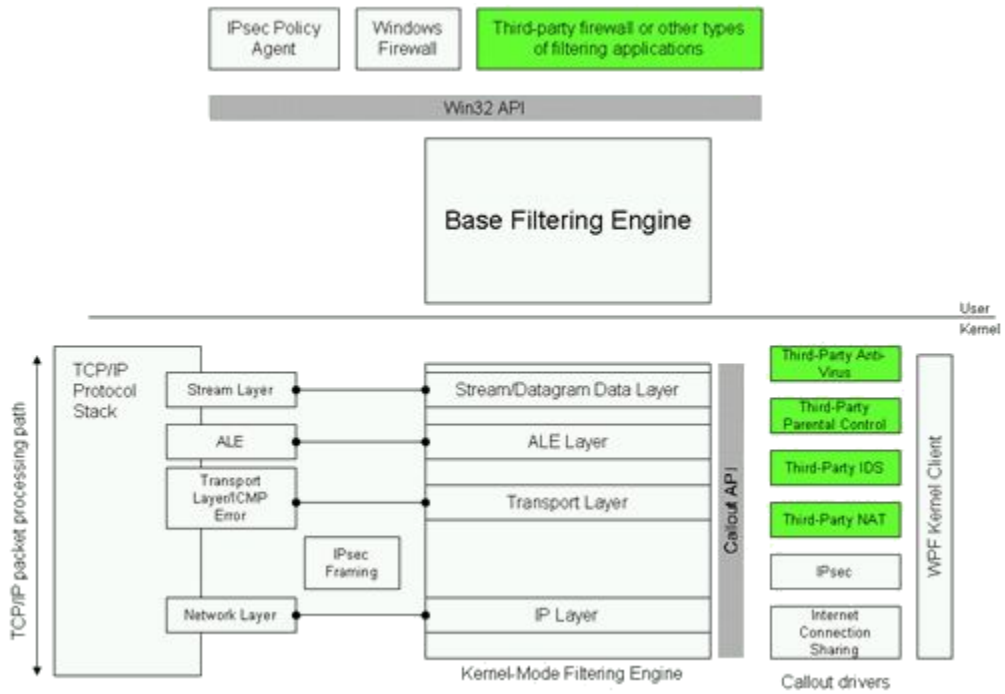 IPsec Policy
Agent
Windows
Firewall
Third-party firewall or other types
of filtering applications
Win32 API
Base Filtering Engine
User
Kernel
TCP/IP packet processing path
TCP/IP
Protocol
Stack
Stream Layer
ALE
Transport
Layer/ICMP
Error
IPsec
Framing
Network Layer
Stream/Datagram Data Layer
ALE Layer
Transport Layer
IP Layer
Kernel-Mode Filtering Engine
Callout API
Third-Party Anti-
Virus
Third-Party
Parental Control
Third-Party IDS
Third-Party NAT
IPsec
Internet
Connection
Sharing
Callout drivers
WPF Kernel Client